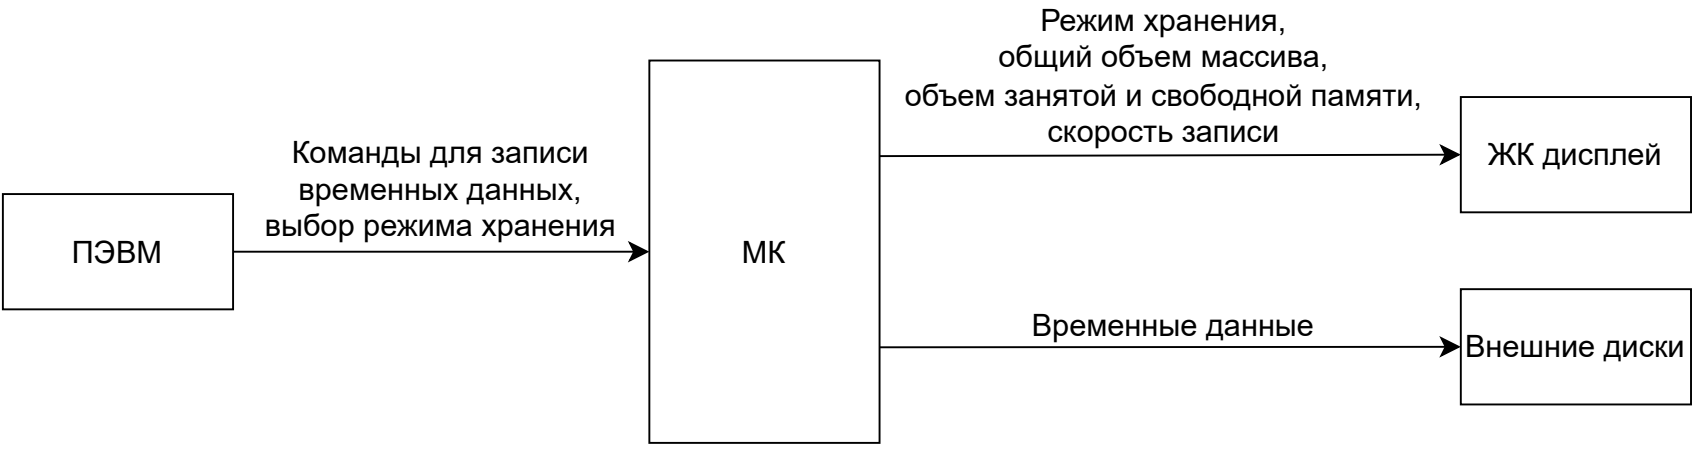 Режим хранения,
общий объем массива,
объем занятой и свободной памяти,
скорость записи
ЖК дисплей
Команды для записи
временных данных,
выбор режима хранения
ПЭВМ
МК
Временные данные
Внешние диски